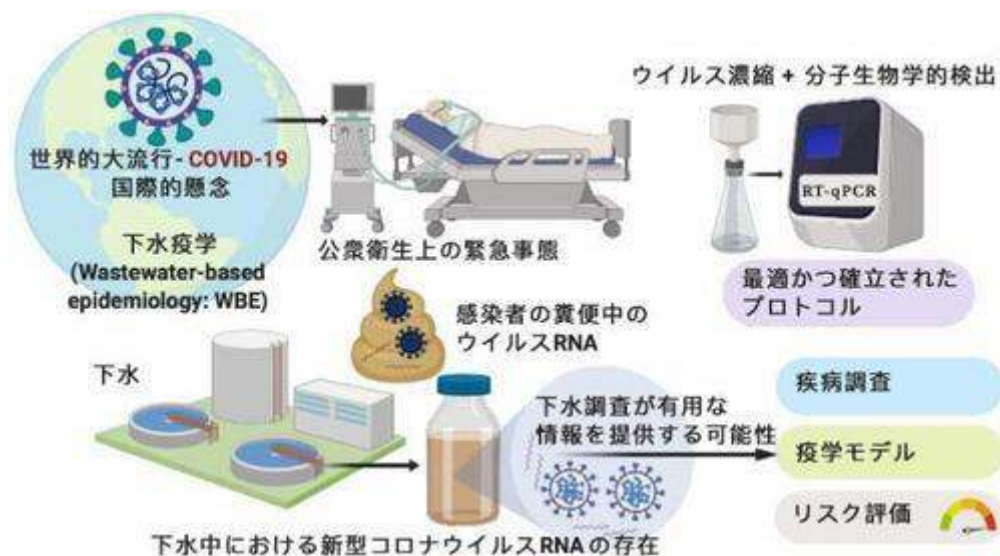 世界的大流行- COVID-19
国際的懸念
下水疫学
(Wastewater-based
epidemiology: WBE)
公衆衛生上の緊急事態
ウイルス濃縮 + 分子生物学的検出
RT-qPCR
最適かつ確立された
プロトコル
感染者の糞便中の
ウイルスRNA
下水
下水調査が有用な
情報を提供する可能性
疾病調査
疫学モデル
リスク評価
下水中における新型コロナウイルスRNAの存在